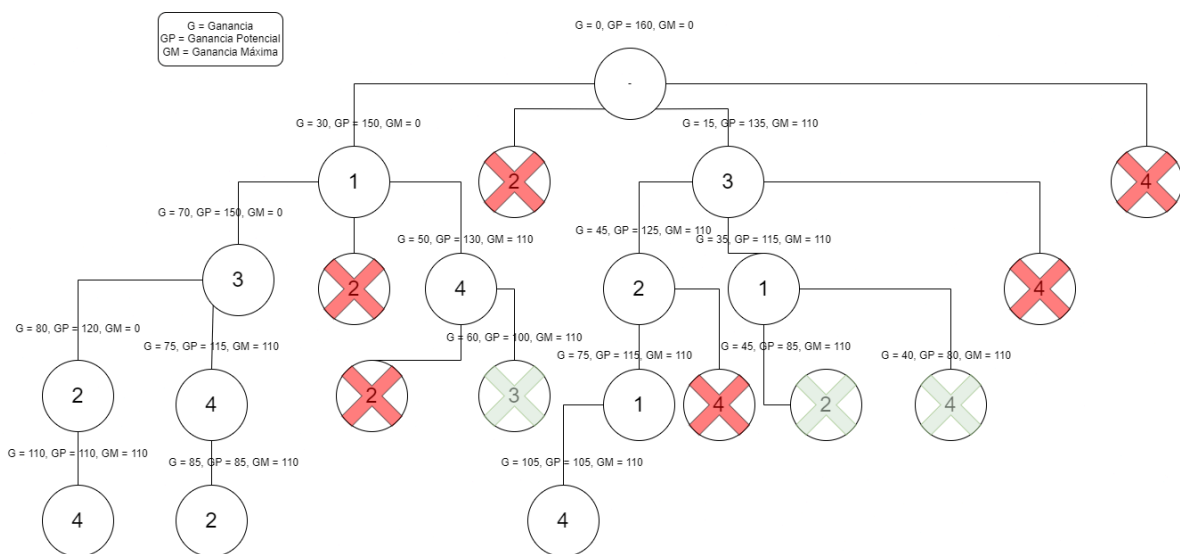 G = Ganancia
GP = Ganancia Potencial
GM = Ganancia Máxima
G = 0, GP = 160, GM = 0
-
G = 30, GP = 150, GM = 0
G = 15, GP = 135, GM = 110
1
2
3
4
G = 70, GP = 150, GM = 0
G = 50, GP = 130, GM = 110
G = 45, GP = 125, GM = 110
G = 35, GP = 115, GM = 110
3
2
4
2
1
4
G = 80, GP = 120, GM = 0
G = 75, GP = 115, GM = 110
G = 60, GP = 100, GM = 110
G = 75, GP = 115, GM = 110
G = 45, GP = 85, GM = 110
G = 40, GP = 80, GM = 110
2
4
2
3
1
4
2
4
G = 110, GP = 110, GM = 110
G = 85, GP = 85, GM = 110
G = 105, GP = 105, GM = 110
4
2
4